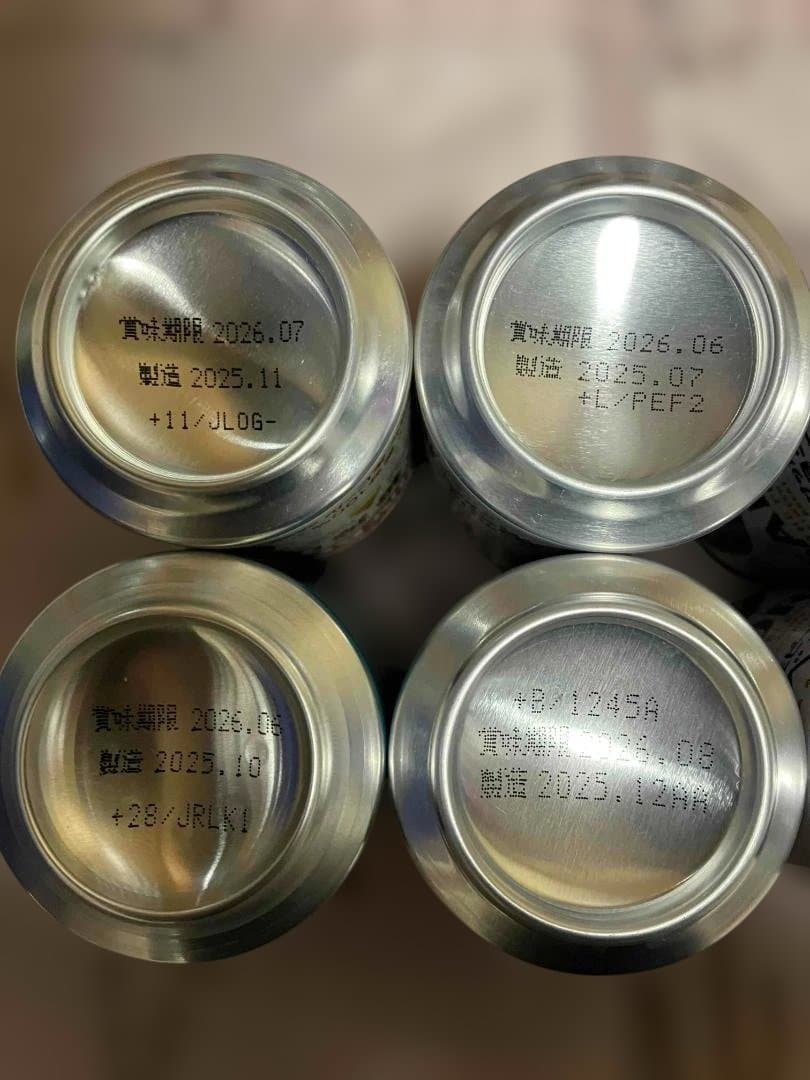 賞味期限 2026.07
製造 2025.11
+11/JLOG-
賞味期限 2026.06
製造 2025.07
+L/PEF2
賞味期限 2026.06
製造 2025.10
+28/JRLK1
+B/1245A
賞味期限 2026.08
製造 2025.12AA